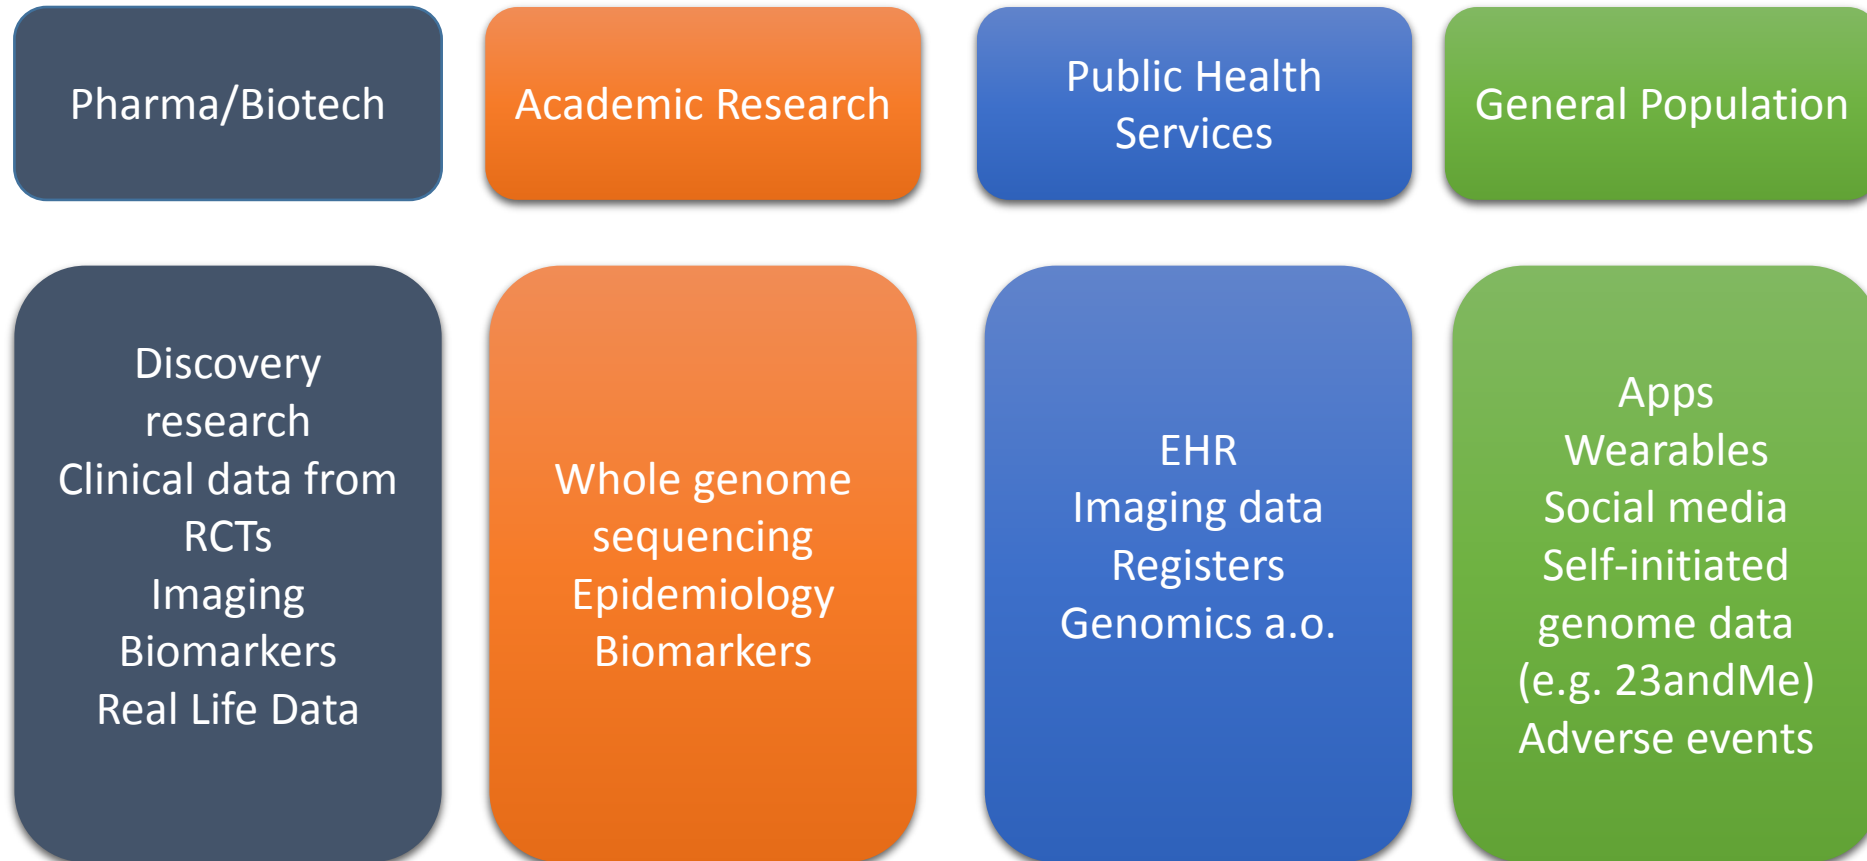 Pharma/Biotech
Academic Research
Public Health
Services
General Population
Discovery
research
Clinical data from
RCTs
Imaging
Biomarkers
Real Life Data
Whole genome
sequencing
Epidemiology
Biomarkers
EHR
Imaging data
Registers
Genomics a.o.
Apps
Wearables
Social media
Self-initiated
genome data
(e.g. 23andMe)
Adverse events